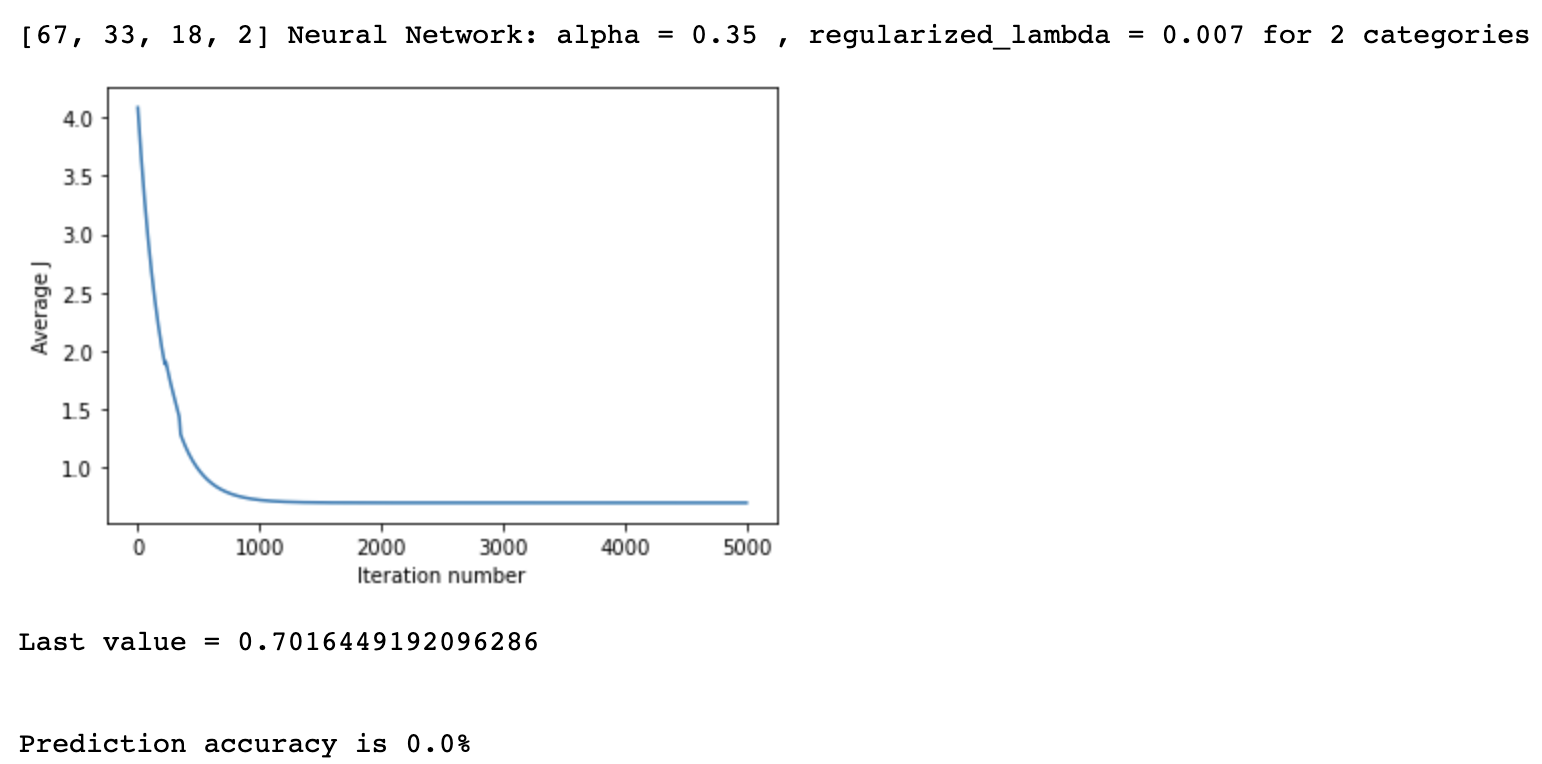 [67, 33, 18, 2] Neural Network: alpha = 0.35 , regularized_lambda = 0.007 for 2 categories
4.0
3.5
3.0
2.5
2.0
1.5
1.0
Average J
0 1000 2000 3000 4000 5000
Iteration number
Last value = 0.7016449192096286
Prediction accuracy is 0.0%